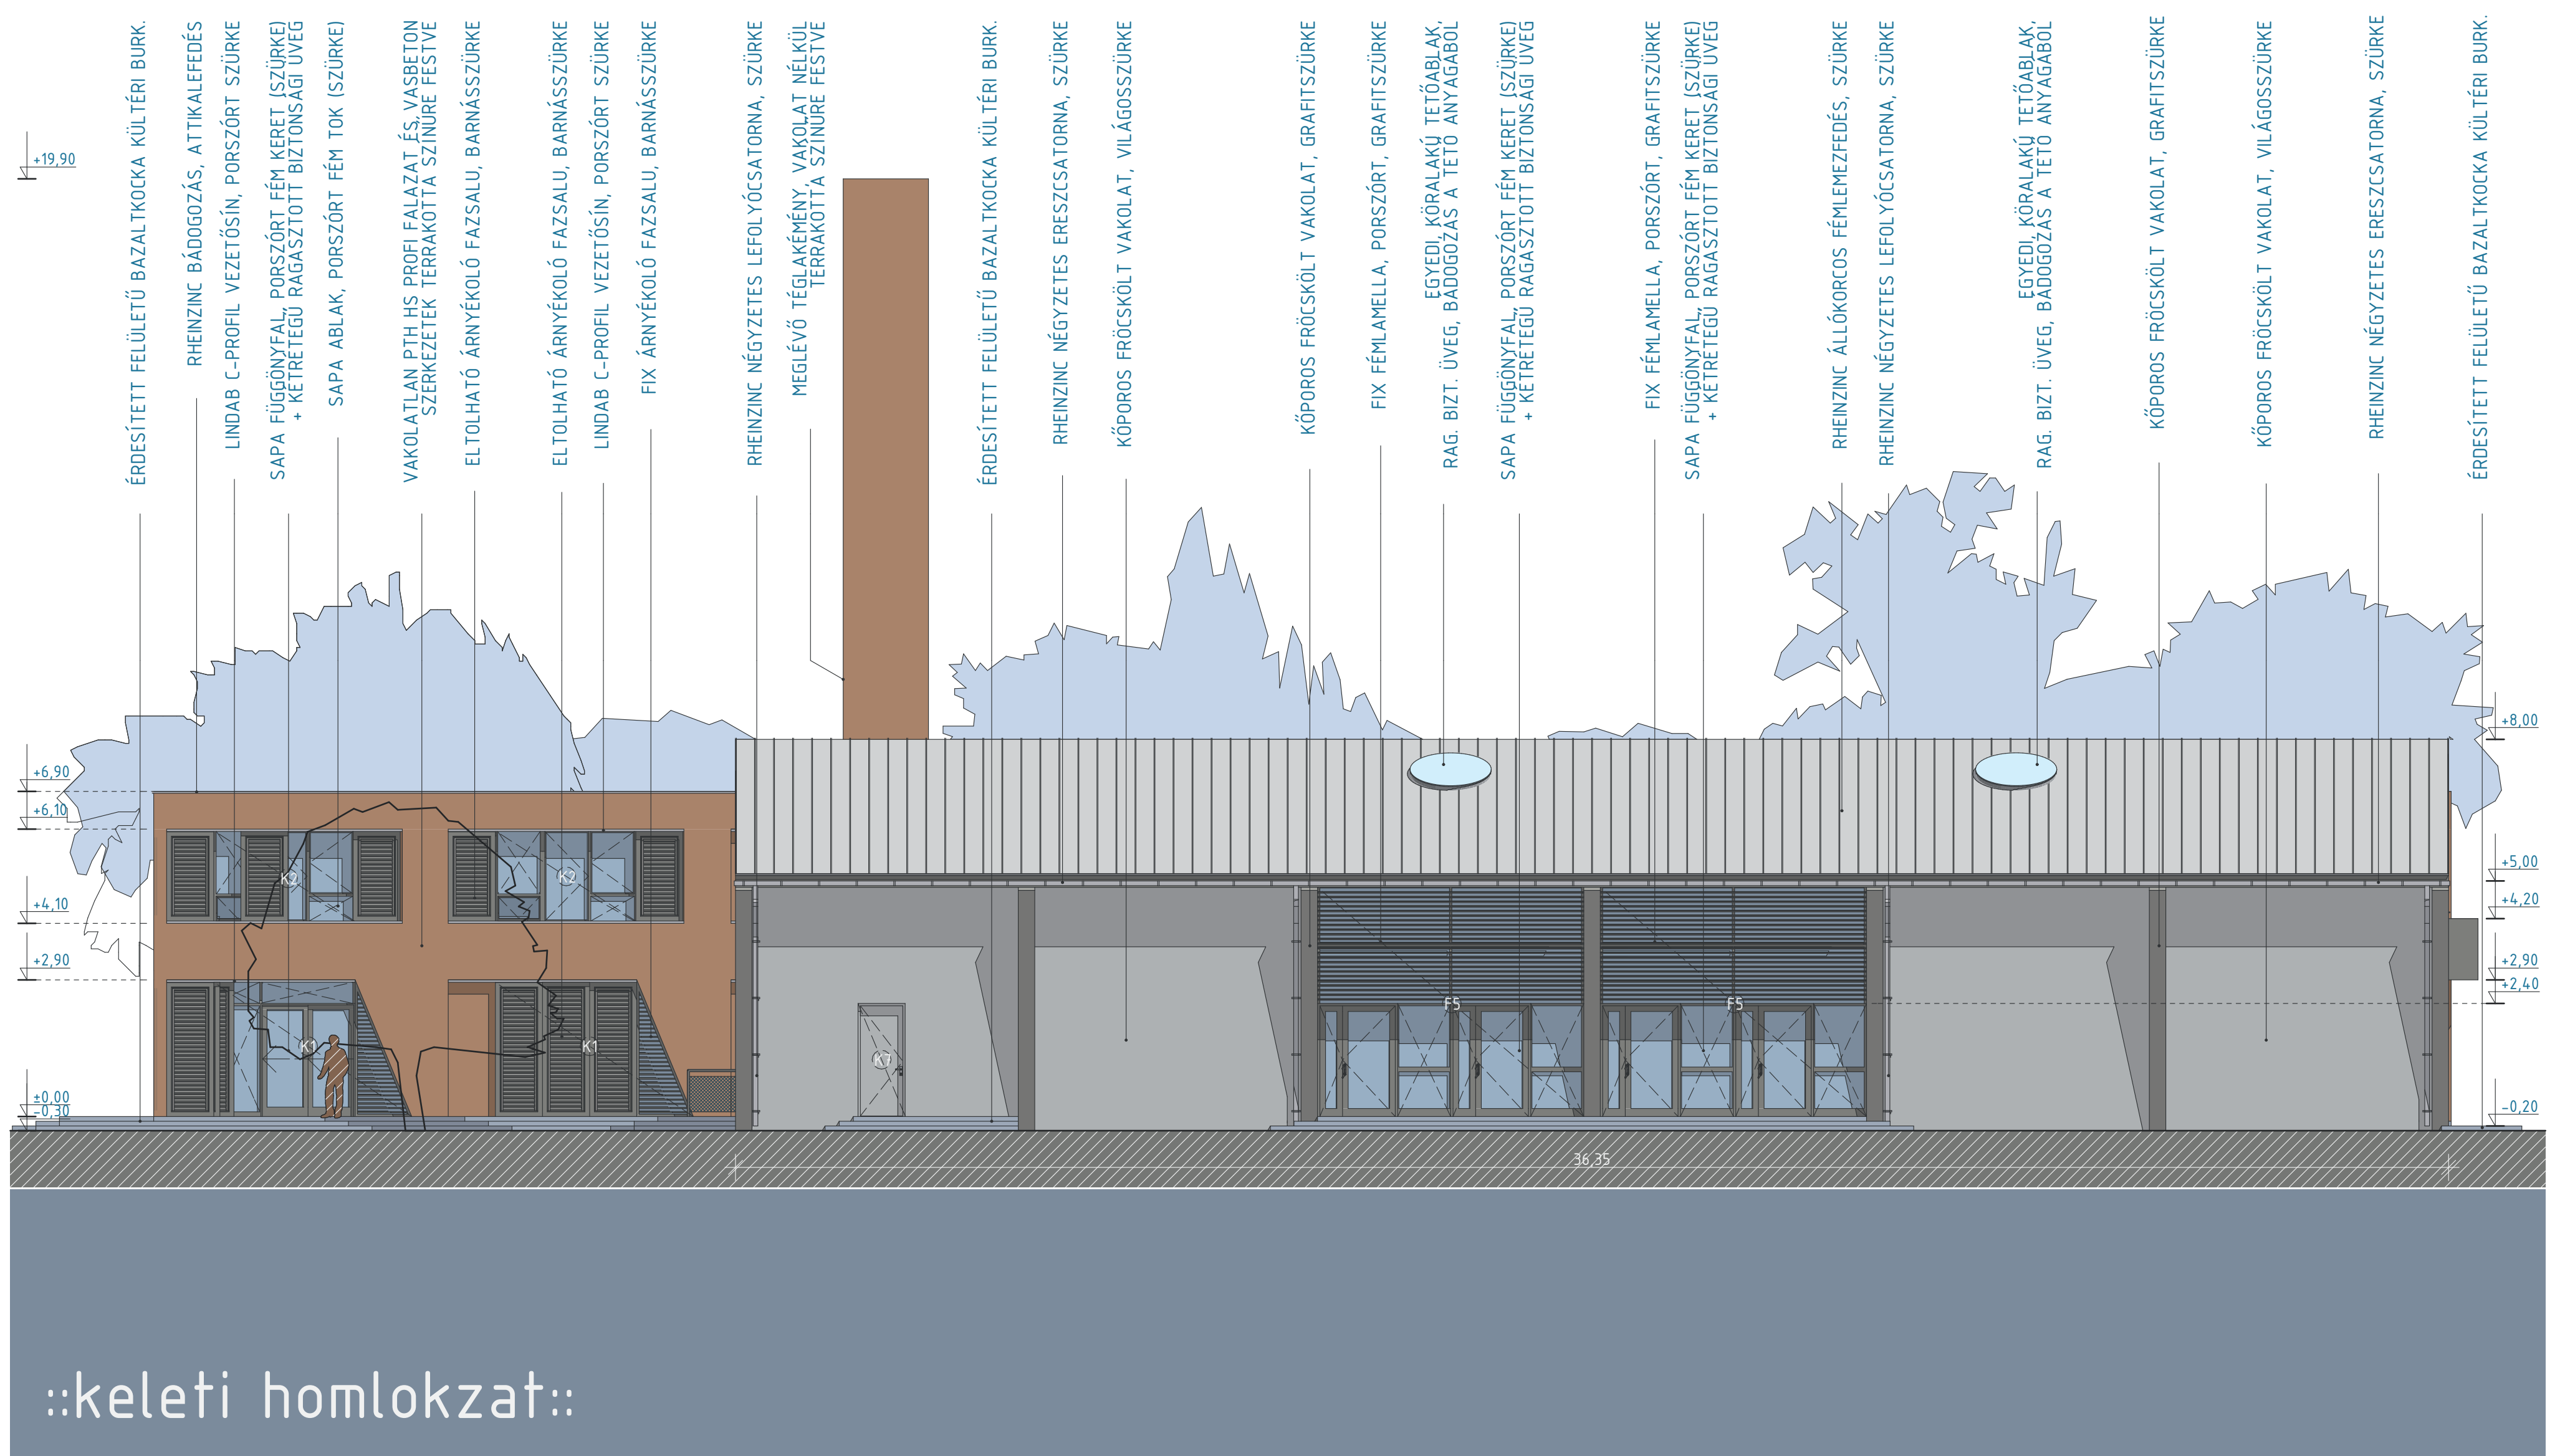 ÉRDESÍTETT FELÜLETŰ BAZALTKOCKA KÜLTÉRI BURK.
RHEINZINC BÁDOGOZÁS, ATTIKALEFEDÉS
LINDAB C-PROFIL VEZETŐSÍN, PORSZÓRT SZÜRKE
SAPA FÜGGÖNYFAL, PORSZÓRT FÉM KERET (SZÜRKE)
+ KÉTRÉTEGŰ RAGASZTOTT BIZTONSÁGI ÜVEG
SAPA ABLAK, PORSZÓRT FÉM TOK (SZÜRKE)
VAKOLATLAN PTH HS PROFI FALAZAT ÉS VASBETON
SZERKEZETEK TERRAKOTTA SZÍNŰRE FESTVE
ELTOLHATÓ ÁRNYÉKOLÓ FAZSALU, BARNÁSSZÜRKE
ELTOLHATÓ ÁRNYÉKOLÓ FAZSALU, BARNÁSSZÜRKE
LINDAB C-PROFIL VEZETŐSÍN, PORSZÓRT SZÜRKE
FIX ÁRNYÉKOLÓ FAZSALU, BARNÁSSZÜRKE
RHEINZINC NÉGYZETES LEFOLYÓCSATORNA, SZÜRKE
MEGLÉVŐ TÉGLAKÉMÉNY, VAKOLAT NÉLKÜL
TERRAKOTTA SZÍNŰRE FESTVE
ÉRDESÍTETT FELÜLETŰ BAZALTKOCKA KÜLTÉRI BURK.
RHEINZINC NÉGYZETES ERESZCSATORNA, SZÜRKE
KŐPOROS FRÖCSKÖLT VAKOLAT, VILÁGOSSZÜRKE
KŐPOROS FRÖCSKÖLT VAKOLAT, GRAFITSZÜRKE
FIX FÉMLAMELLA, PORSZÓRT, GRAFITSZÜRKE
EGYEDI, KÖRALAKÚ TETŐABLAK,
RAG. BIZT. ÜVEG, BÁDOGOZÁS A TETŐ ANYAGÁBÓL
SAPA FÜGGÖNYFAL, PORSZÓRT FÉM KERET (SZÜRKE)
+ KÉTRÉTEGŰ RAGASZTOTT BIZTONSÁGI ÜVEG
FIX FÉMLAMELLA, PORSZÓRT, GRAFITSZÜRKE
SAPA FÜGGÖNYFAL, PORSZÓRT FÉM KERET (SZÜRKE)
+ KÉTRÉTEGŰ RAGASZTOTT BIZTONSÁGI ÜVEG
RHEINZINC ÁLLÓKORCOS FÉMLEMEZFEDÉS, SZÜRKE
RHEINZINC NÉGYZETES LEFOLYÓCSATORNA, SZÜRKE
EGYEDI, KÖRALAKÚ TETŐABLAK,
RAG. BIZT. ÜVEG, BÁDOGOZÁS A TETŐ ANYAGÁBÓL
KŐPOROS FRÖCSKÖLT VAKOLAT, GRAFITSZÜRKE
KŐPOROS FRÖCSKÖLT VAKOLAT, VILÁGOSSZÜRKE
RHEINZINC NÉGYZETES ERESZCSATORNA, SZÜRKE
ÉRDESÍTETT FELÜLETŰ BAZALTKOCKA KÜLTÉRI BURK.
+19,90
+6,90
+6,10
+4,10
+2,90
±0,00
-0,30
+8,00
+5,00
+4,20
+2,90
+2,40
-0,20
K2
K2
K1
K1
K7
F5
F5
36,35
::keleti homlokzat::